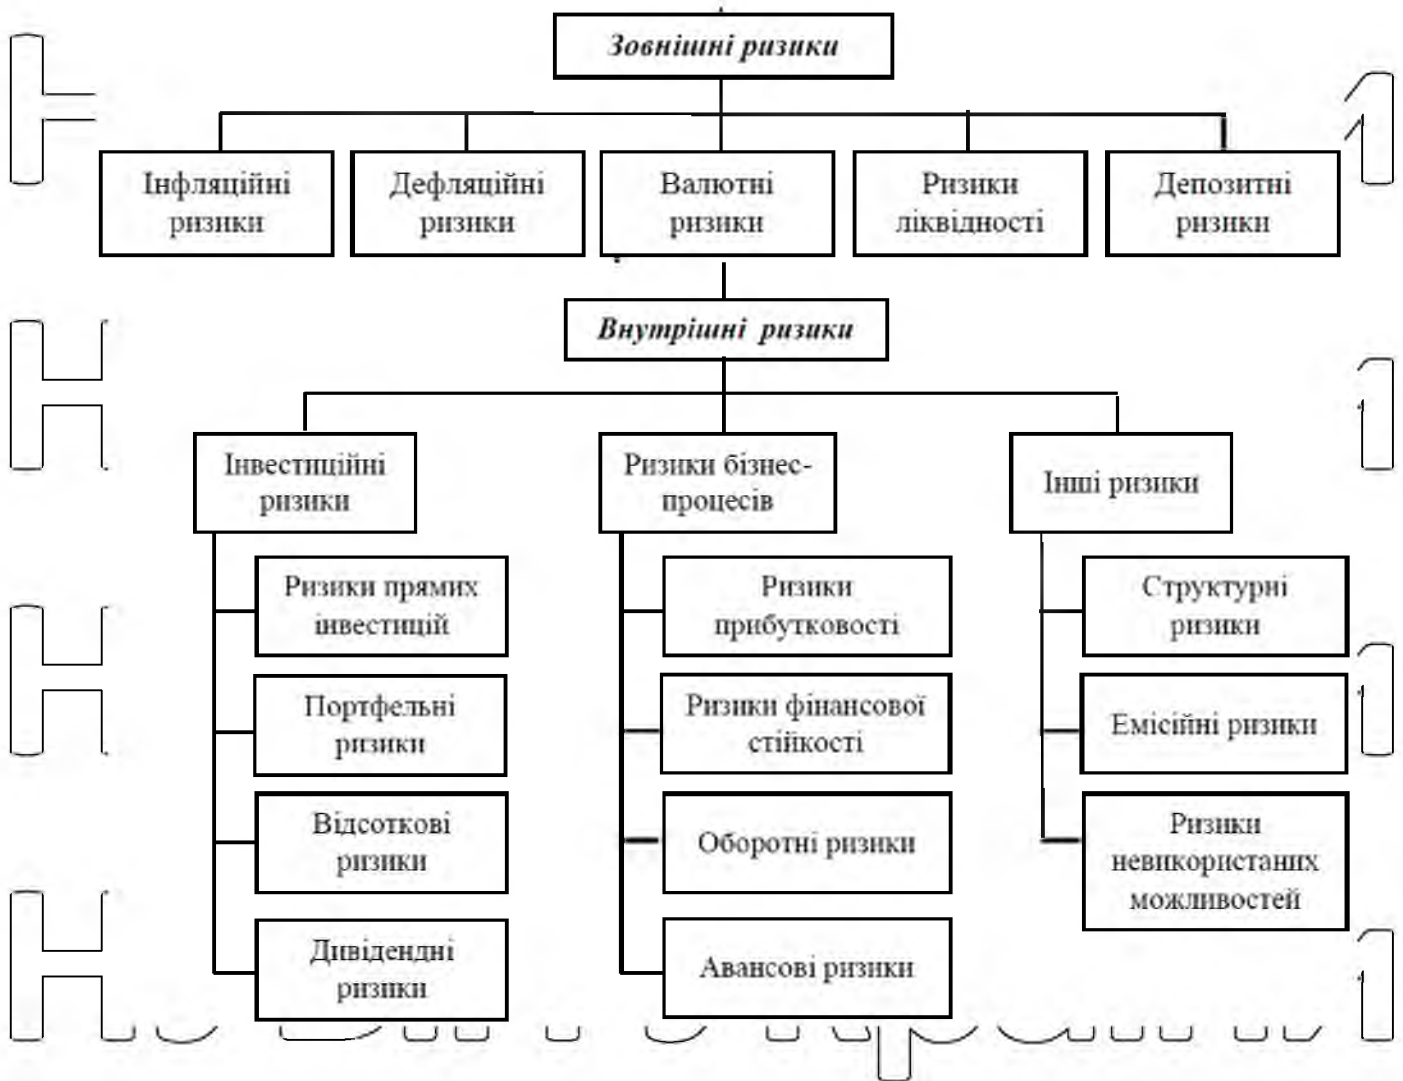 Зовнішні ризики
Інфляційні
ризики
Дефляційні
ризики
Валютні
ризики
Ризики
ліквідності
Депозитні
ризики
Внутрішні ризики
Інвестиційні
ризики
Ризики бізнес-
процесів
Інші ризики
Ризики прямих
інвестицій
Портфельні
ризики
Відсоткові
ризики
Дивідендні
ризики
Ризики
прибутковості
Ризики фінансової
стійкості
Оборотні ризики
Авансові ризики
Структурні
ризики
Емісійні ризики
Ризики
невикористаних
можливостей